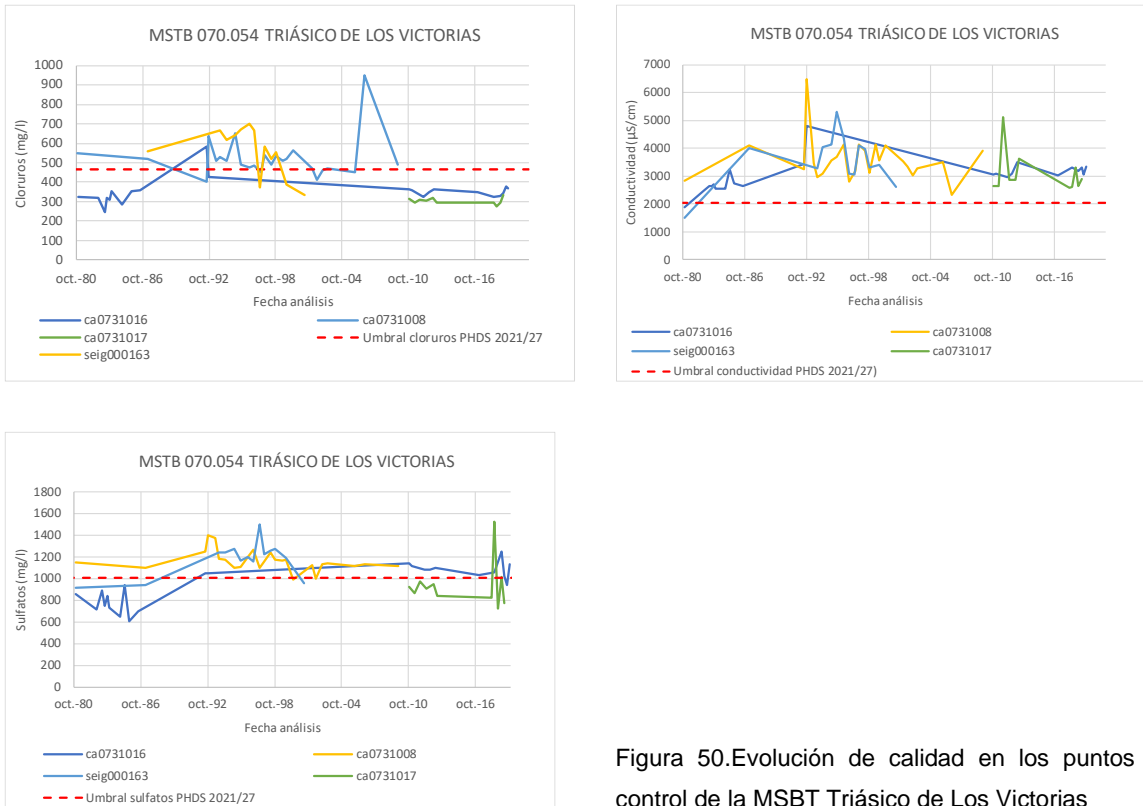 MSTB 070.054 TRIÁSICO DE LOS VICTORIAS
Cloruros (mg/l)
1000
900
800
700
600
500
400
300
200
100
0
oct.-80 oct.-86 oct.-92 oct.-98 oct.-04 oct.-10 oct.-16
Fecha análisis
ca0731016 ca0731008
ca0731017 Umbral cloruros PHDS 2021/27
seig000163
MSTB 070.054 TRIÁSICO DE LOS VICTORIAS
Conductividad (µS/cm)
7000
6000
5000
4000
3000
2000
1000
0
oct.-80 oct.-86 oct.-92 oct.-98 oct.-04 oct.-10 oct.-16
Fecha análisis
ca0731016 ca0731008
seig000163 ca0731017
Umbral conductividad PHDS 2021/27)
MSTB 070.054 TIRÁSICO DE LOS VICTORIAS
Sulfatos (mg/l)
1800
1600
1400
1200
1000
800
600
400
200
0
oct.-80 oct.-86 oct.-92 oct.-98 oct.-04 oct.-10 oct.-16
Fecha análisis
ca0731016 ca0731008
seig000163 ca0731017
Umbral sulfatos PHDS 2021/27
Figura 50.Evolución de calidad en los puntos
control de la MSBT Triásico de Los Victorias